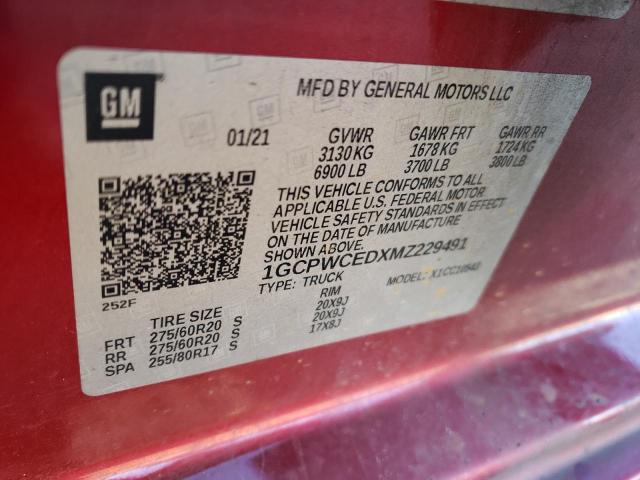 GM
MFD BY GENERAL MOTORS LLC
01/21 GVWR GAWR FRT GAWR RR
3130 KG 1678 KG 1724 KG
6900 LB 3700 LB 3800 LB
THIS VEHICLE CONFORMS TO ALL
APPLICABLE U.S. FEDERAL MOTOR
VEHICLE SAFETY STANDARDS IN EFFECT
ON THE DATE OF MANUFACTURE
SHOWN ABOVE.
1GCPWCEDXMZ229491
TYPE: TRUCK MODEL:
252F
TIRE SIZE RIM
FRT 275/60R20 S 20X9J
RR 275/60R20 S 20X9J
SPA 255/80R17 S 17X8J